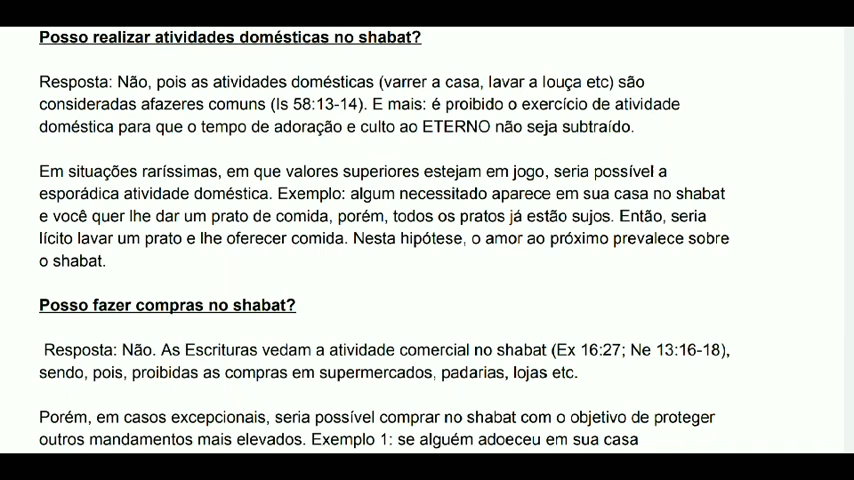 Posso realizar atividades domésticas no shabat?
Resposta: Não, pois as atividades domésticas (varrer a casa, lavar a louça etc) são
consideradas afazeres comuns (Is 58:13-14). E mais: é proibido o exercício de atividade
doméstica para que o tempo de adoração e culto ao ETERNO não seja subtraído.
Em situações raríssimas, em que valores superiores estejam em jogo, seria possível a
esporádica atividade doméstica. Exemplo: algum necessitado aparece em sua casa no shabat
e você quer lhe dar um prato de comida, porém, todos os pratos já estão sujos. Então, seria
lícito lavar um prato e lhe oferecer comida. Nesta hipótese, o amor ao próximo prevalece sobre
o shabat.
Posso fazer compras no shabat?
Resposta: Não. As Escrituras vedam a atividade comercial no shabat (Ex 16:27; Ne 13:16-18),
sendo, pois, proibidas as compras em supermercados, padarias, lojas etc.
Porém, em casos excepcionais, seria possível comprar no shabat com o objetivo de proteger
outros mandamentos mais elevados. Exemplo 1: se alguém adoeceu em sua casa